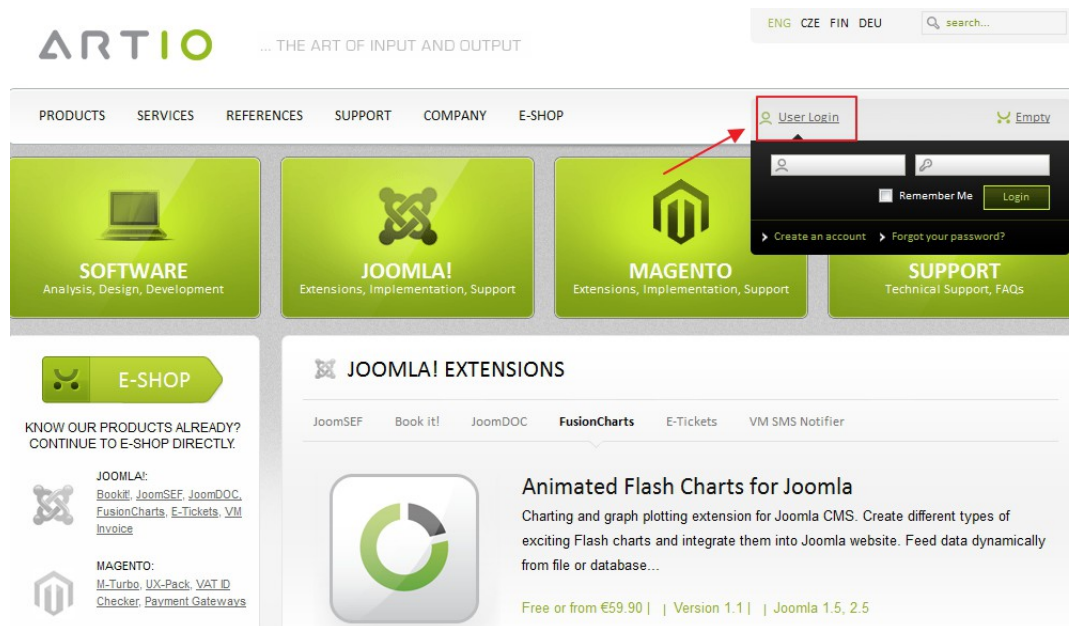 ARTIO
... THE ART OF INPUT AND OUTPUT
ENG CZE FIN DEU
search...
PRODUCTS SERVICES REFERENCES SUPPORT COMPANY E-SHOP
User Login
Empty
Remember Me
Login
Create an account
Forgot your password?
SOFTWARE
Analysis, Design, Development
JOOMLA!
Extensions, Implementation, Support
MAGENTO
Extensions, Implementation, Support
SUPPORT
Technical Support, FAQs
E-SHOP
KNOW OUR PRODUCTS ALREADY?
CONTINUE TO E-SHOP DIRECTLY.
JOOMLA!:
Bookit!, JoomSEF, JoomDOC,
FusionCharts, E-Tickets, VM
Invoice
MAGENTO:
M-Turbo, UX-Pack, VAT ID
Checker, Payment Gateways
JOOMLA! EXTENSIONS
JoomSEF Book it! JoomDOC FusionCharts E-Tickets VM SMS Notifier
Animated Flash Charts for Joomla
Charting and graph plotting extension for Joomla CMS. Create different types of
exciting Flash charts and integrate them into Joomla website. Feed data dynamically
from file or database...
Free or from €59.90 | | Version 1.1 | | Joomla 1.5, 2.5